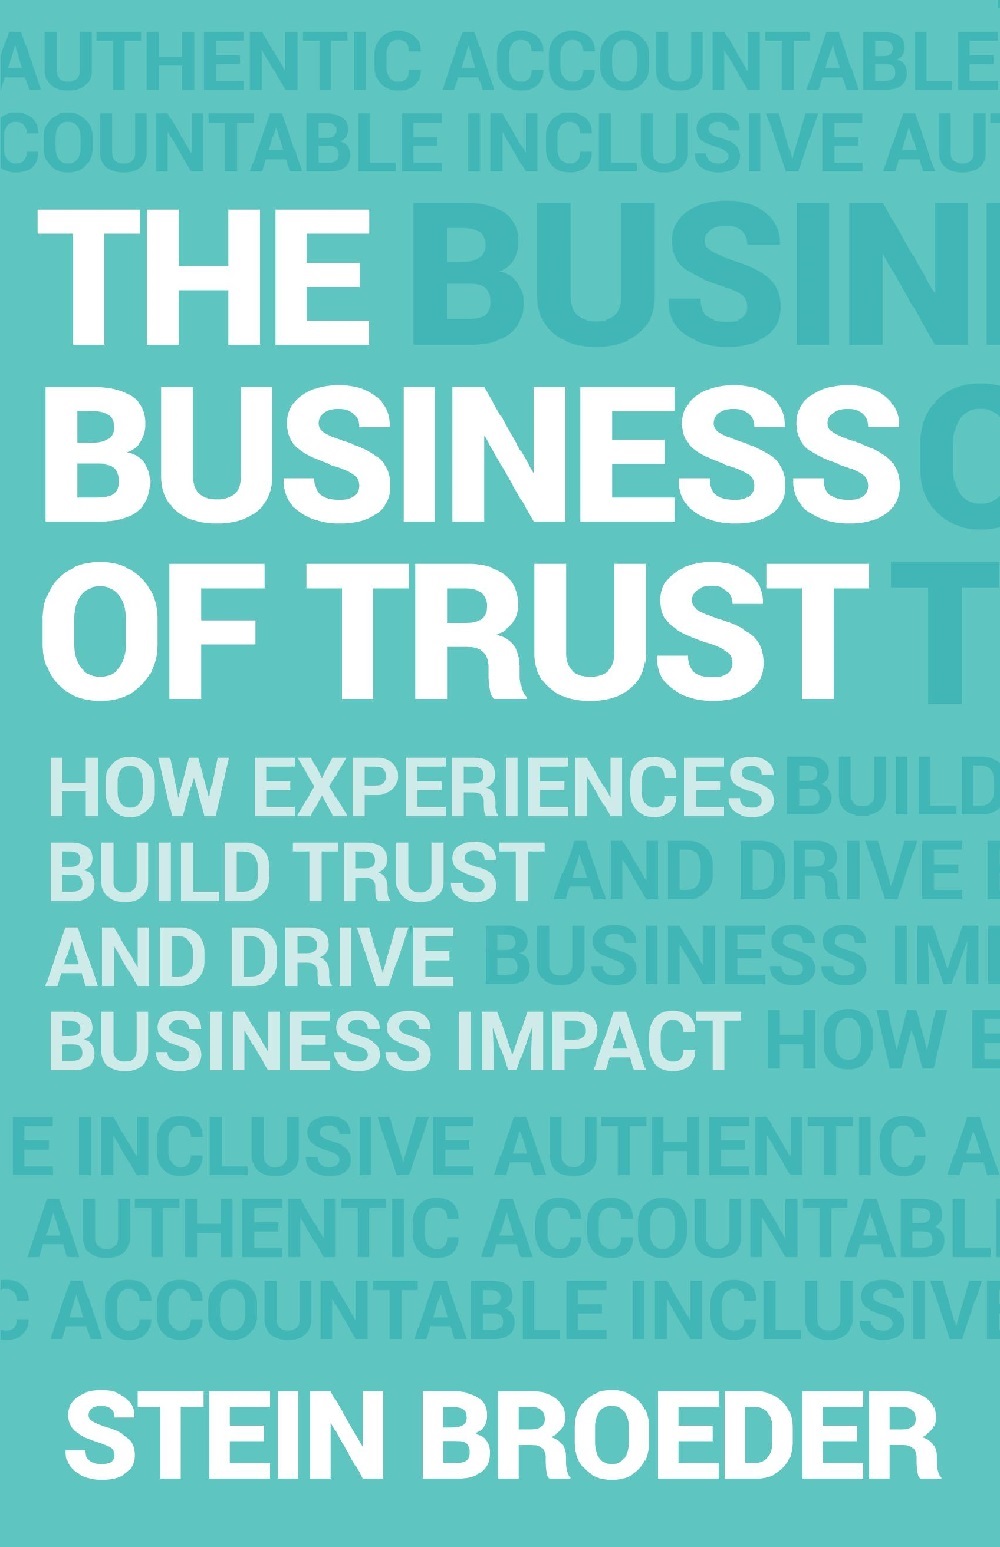 AUTHENTIC ACCOUNTABLE
COUNTABLE INCLUSIVE AUT
THE BUSIN
BUSINESS O
OF TRUST T
HOW EXPERIENCES BUILD
BUILD TRUST AND DRIVE
AND DRIVE BUSINESS IM
BUSINESS IMPACT HOW E
E INCLUSIVE AUTHENTIC A
AUTHENTIC ACCOUNTABL
C ACCOUNTABLE INCLUSIV
STEIN BROEDER